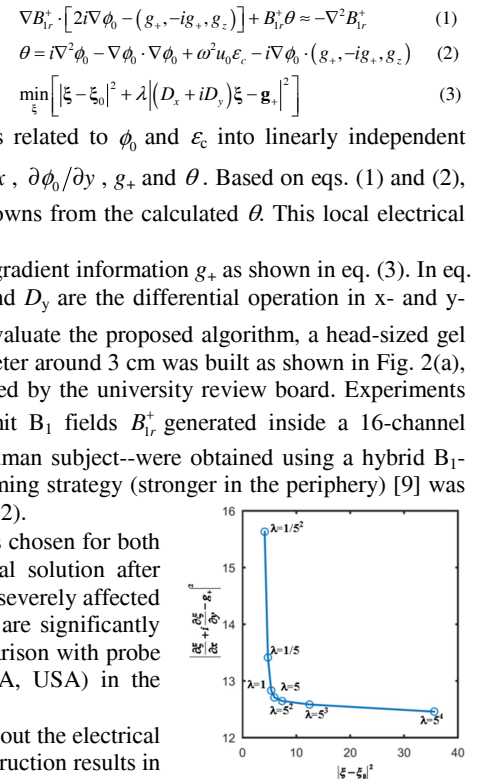 ∇B₁ᵣ⁺·[2i∇ϕ₀ − (g₊,−ig₊,g_z)] + B₁ᵣ⁺θ ≈ −∇²B₁ᵣ⁺ (1)
θ = i∇²ϕ₀ − ∇ϕ₀·∇ϕ₀ + ω²u₀ε_c − i∇ϕ₀·(g₊,−ig₊,g_z) (2)
min_ξ [|ξ − ξ₀|² + λ|(D_x + iD_y)ξ − g₊|²] (3)
s related to ϕ₀ and ε_c into linearly independent
x , ∂ϕ₀/∂y , g₊ and θ. Based on eqs. (1) and (2),
owns from the calculated θ. This local electrical
gradient information g₊ as shown in eq. (3). In eq.
nd D_y are the differential operation in x- and y-
valuate the proposed algorithm, a head-sized gel
eter around 3 cm was built as shown in Fig. 2(a),
ed by the university review board. Experiments
nit B₁ fields B₁ᵣ⁺ generated inside a 16-channel
uman subject--were obtained using a hybrid B₁-
ming strategy (stronger in the periphery) [9] was
2).
s chosen for both
al solution after
severely affected
are significantly
arison with probe
A, USA) in the
out the electrical
ruction results in
16
15
14
13
12
0 10 20 30 40
λ=1/5²
λ=1/5
λ=1
λ=5
λ=5²
λ=5³
λ=5⁴
|∂ξ/∂x + i ∂ξ/∂y − g₊|²
|ξ−ξ₀|²